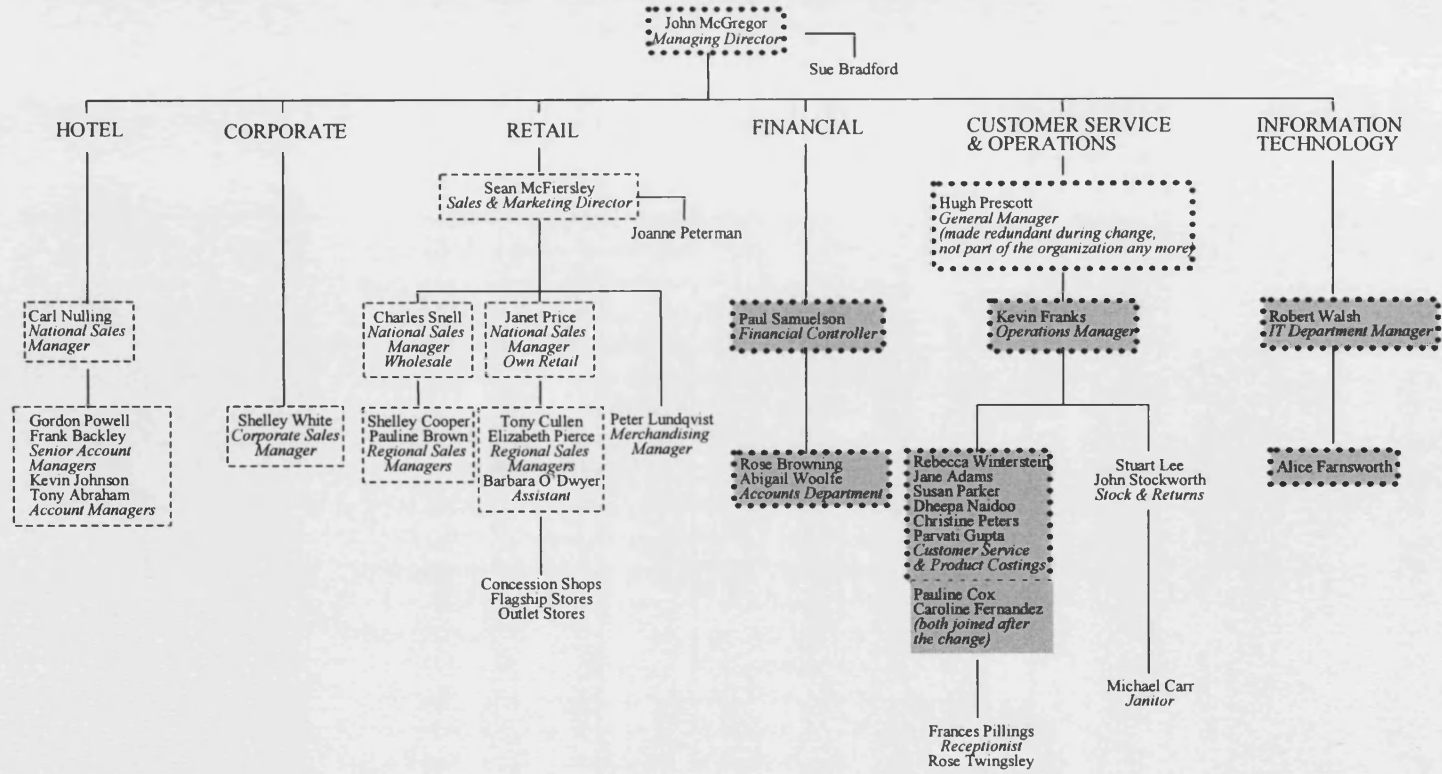 John McGregor
Managing Director
Sue Bradford
HOTEL
CORPORATE
RETAIL
FINANCIAL
CUSTOMER SERVICE
& OPERATIONS
INFORMATION
TECHNOLOGY
Sean McFiersley
Sales & Marketing Director
Joanne Peterman
Hugh Prescott
General Manager
(made redundant during change,
not part of the organization any more)
Carl Nulling
National Sales
Manager
Charles Snell
National Sales
Manager
Wholesale
Janet Price
National Sales
Manager
Own Retail
Paul Samuelson
Financial Controller
Kevin Franks
Operations Manager
Robert Walsh
IT Department Manager
Gordon Powell
Frank Backley
Senior Account
Managers
Kevin Johnson
Tony Abraham
Account Managers
Shelley White
Corporate Sales
Manager
Shelley Cooper
Pauline Brown
Regional Sales
Managers
Tony Cullen
Elizabeth Pierce
Regional Sales
Managers
Barbara O'Dwyer
Assistant
Peter Lundqvist
Merchandising
Manager
Rose Browning
Abigail Woolfe
Accounts Department
Rebecca Winterstein
Jane Adams
Susan Parker
Dheepa Naidoo
Christine Peters
Parvati Gupta
Customer Service
& Product Costings
Pauline Cox
Caroline Fernandez
(both joined after
the change)
Stuart Lee
John Stockworth
Stock & Returns
Alice Farnsworth
Concession Shops
Flagship Stores
Outlet Stores
Michael Carr
Janitor
Frances Pillings
Receptionist
Rose Twingsley